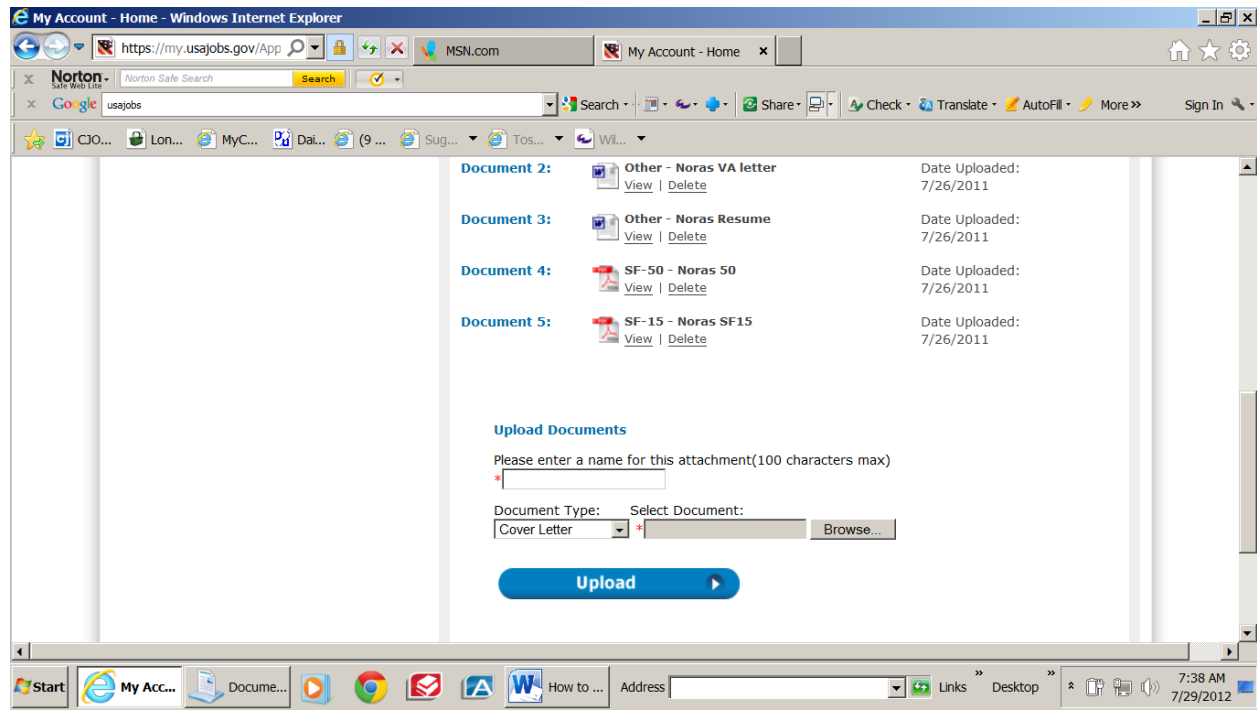 My Account - Home - Windows Internet Explorer
https://my.usajobs.gov/App
MSN.com
My Account - Home
x Norton Safe Web Lite
Norton Safe Search
Search
x Google usajobs
Search Share Check Translate AutoFill More » Sign In
CJO... Lon... MyC... Dai... (9 ... Sug... Tos... Wil...
Document 2: Other - Noras VA letter Date Uploaded:
View | Delete 7/26/2011
Document 3: Other - Noras Resume Date Uploaded:
View | Delete 7/26/2011
Document 4: SF-50 - Noras 50 Date Uploaded:
View | Delete 7/26/2011
Document 5: SF-15 - Noras SF15 Date Uploaded:
View | Delete 7/26/2011
Upload Documents
Please enter a name for this attachment(100 characters max)
*
Document Type: Select Document:
Cover Letter * Browse...
Upload
Start My Acc... Docume... How to ... Address Links » Desktop » 7:38 AM
7/29/2012